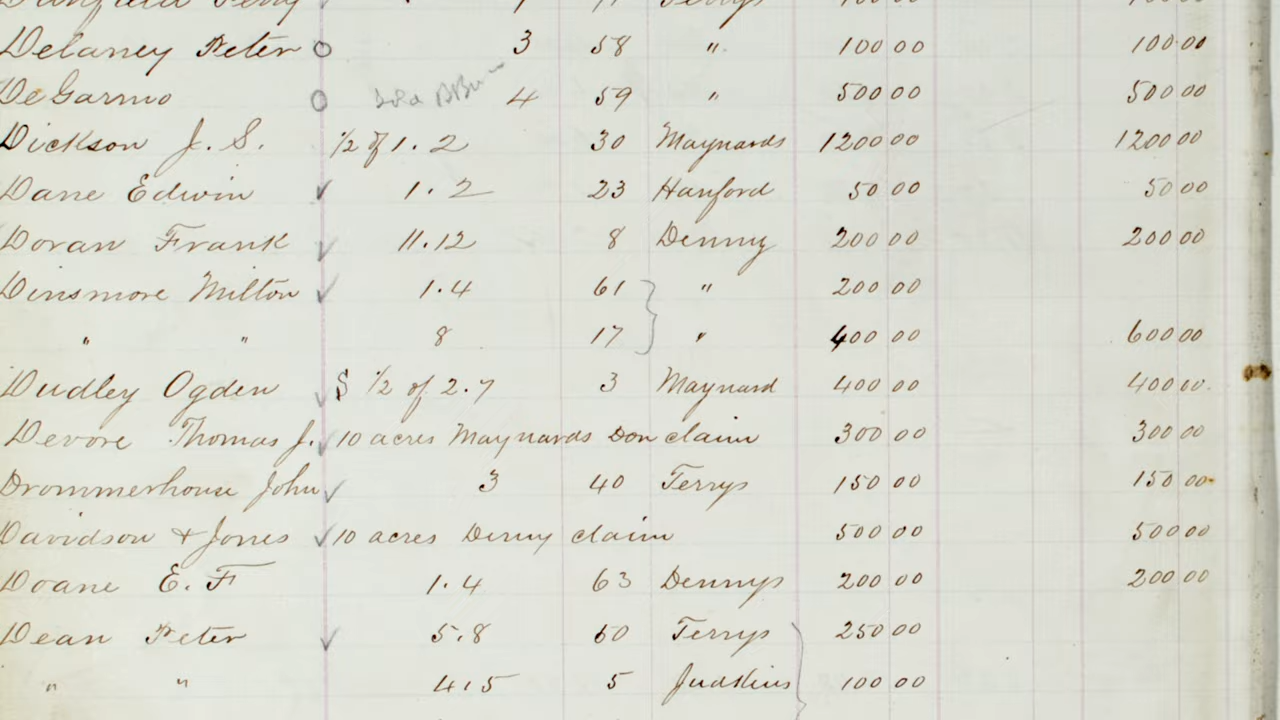 Delaney Peter O 3 58 " 100 00 100 00
DeGarmo O Sold 4 59 " 500 00 500 00
Dickson J. S. 1/2 of 1. 2 30 Maynards 1200 00 1200 00
Dane Edwin ✓ 1. 2 23 Hanford 50 00 50 00
Doran Frank ✓ 11. 12 8 Denny 200 00 200 00
Dinsmore Milton ✓ 1. 4 61 " 200 00
" " 8 17 " 400 00 600 00
Dudley Ogden ✓ S 1/2 of 2. 7 3 Maynard 400 00 400 00
Devore Thomas J. ✓ 10 acres Maynards Don claim 300 00 300 00
Drommerhouse John ✓ 3 40 Terrys 150 00 150 00
Davidson & Jones ✓ 10 acres Denny claim 500 00 500 00
Doane E. F 1. 4 63 Dennys 200 00 200 00
Dean Peter ✓ 5. 8 60 Terrys 250 00
" " 4. 5 5 Judkins 100 00